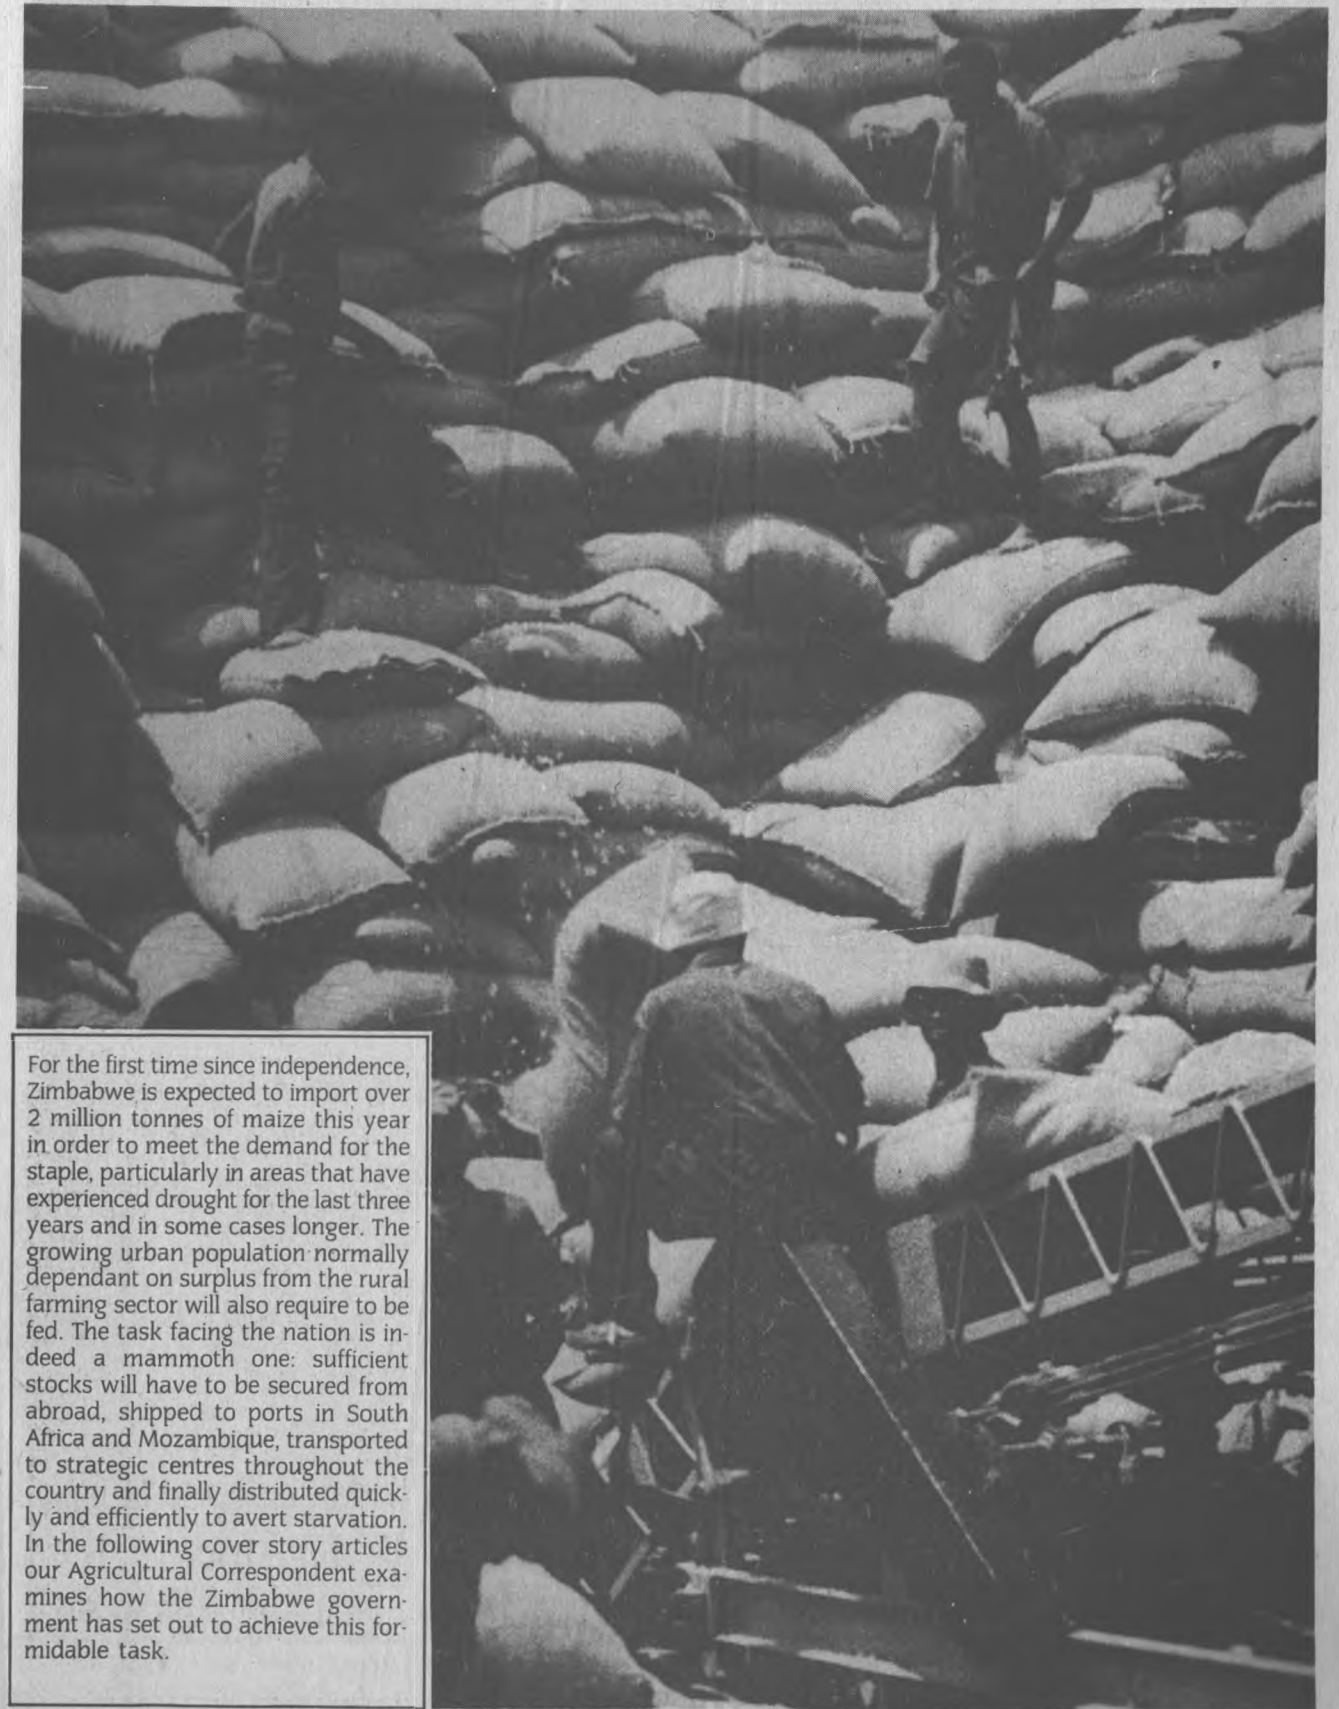 For the first time since independence,
Zimbabwe is expected to import over
2 million tonnes of maize this year
in order to meet the demand for the
staple, particularly in areas that have
experienced drought for the last three
years and in some cases longer. The
growing urban population normally
dependant on surplus from the rural
farming sector will also require to be
fed. The task facing the nation is in-
deed a mammoth one: sufficient
stocks will have to be secured from
abroad, shipped to ports in South
Africa and Mozambique, transported
to strategic centres throughout the
country and finally distributed quick-
ly and efficiently to avert starvation.
In the following cover story articles
our Agricultural Correspondent exa-
mines how the Zimbabwe govern-
ment has set out to achieve this for-
midable task.